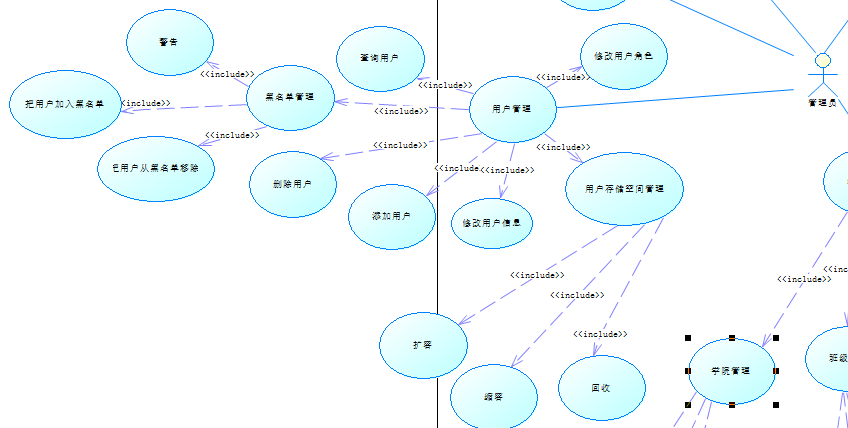 警告
查询用户
修改用户角色
管理员
<<include>>
<<include>>
<<include>>
把用户加入黑名单
<include>>
黑名单管理
<<include>>
用户管理
<<include>>
<<include>>
<<include>>
把用户从黑名单移除
删除用户
<<include
<<include>>
用户存储空间管理
添加用户
修改用户信息
<<include>>
<<include>>
<<inc
<<include>>
<<include>>
扩容
缩容
回收
学院管理
班级